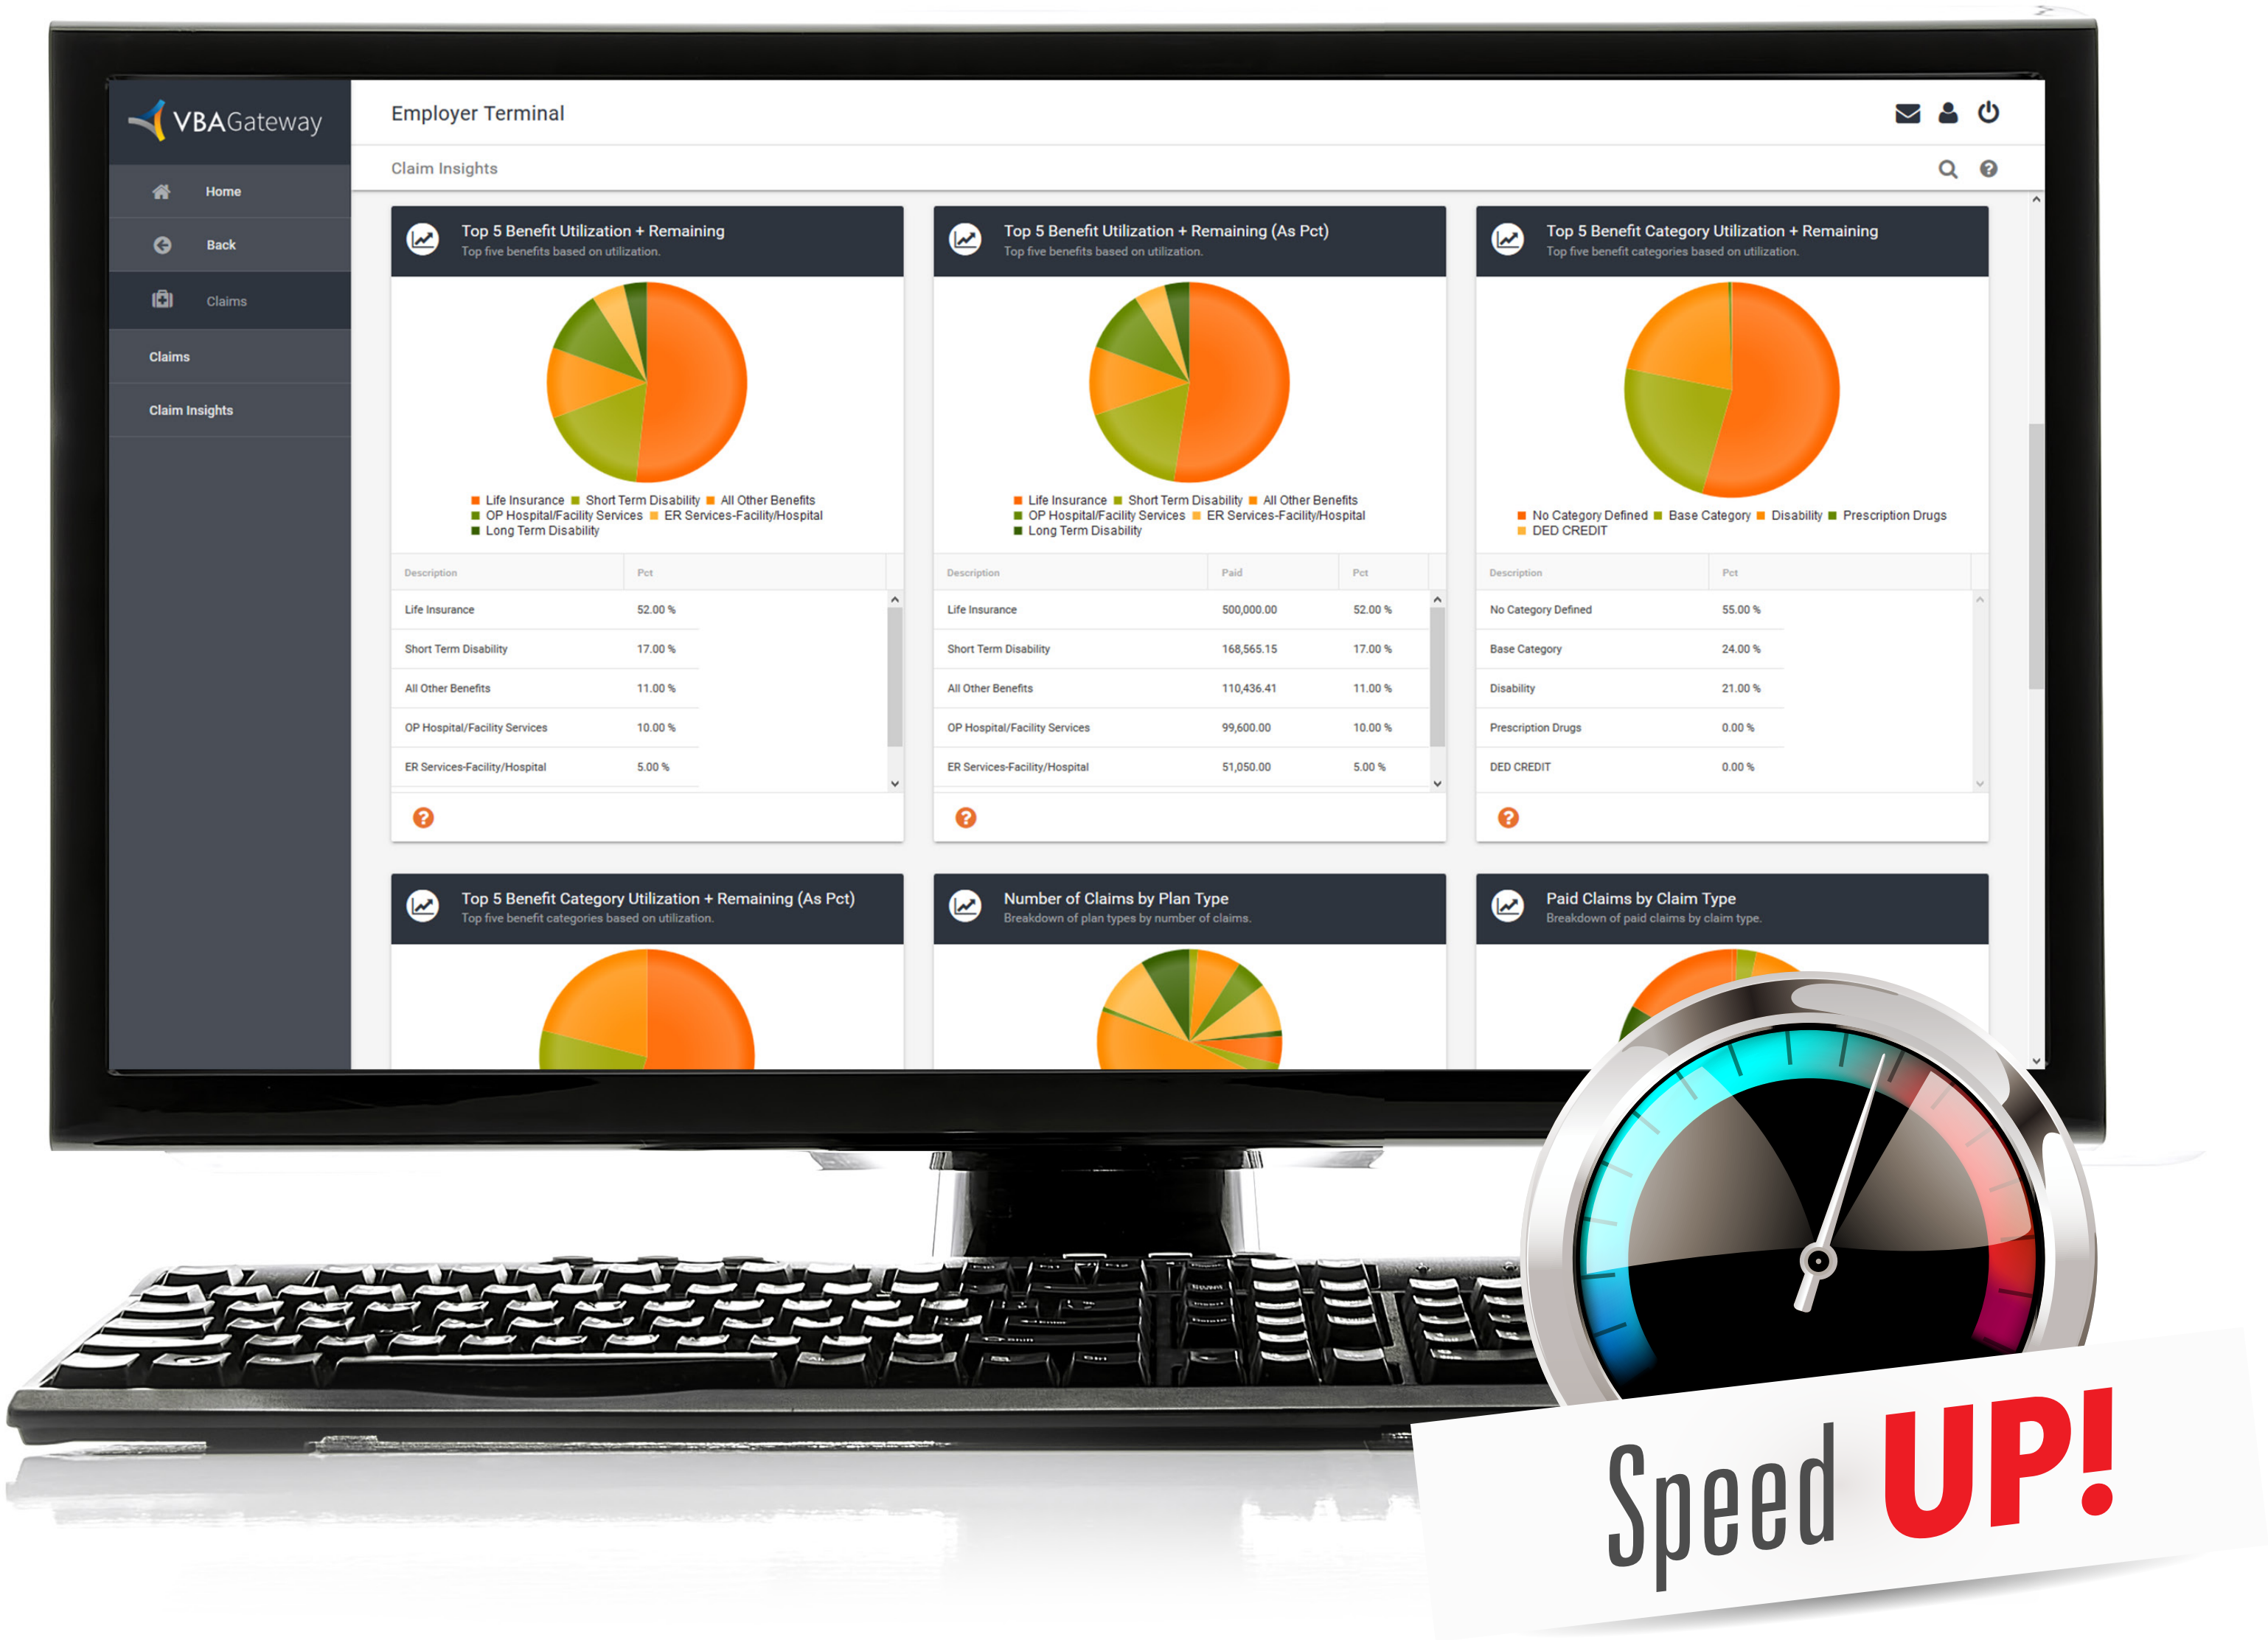 VBAGateway
Employer Terminal
Claim Insights
Home
Back
Claims
Claims
Claim Insights
Top 5 Benefit Utilization + Remaining
Top five benefits based on utilization.
Life Insurance Short Term Disability All Other Benefits
OP Hospital/Facility Services ER Services-Facility/Hospital
Long Term Disability
Description Pct
Life Insurance 52.00 %
Short Term Disability 17.00 %
All Other Benefits 11.00 %
OP Hospital/Facility Services 10.00 %
ER Services-Facility/Hospital 5.00 %
Top 5 Benefit Utilization + Remaining (As Pct)
Top five benefits based on utilization.
Life Insurance Short Term Disability All Other Benefits
OP Hospital/Facility Services ER Services-Facility/Hospital
Long Term Disability
Description Paid Pct
Life Insurance 500,000.00 52.00 %
Short Term Disability 168,565.15 17.00 %
All Other Benefits 110,436.41 11.00 %
OP Hospital/Facility Services 99,600.00 10.00 %
ER Services-Facility/Hospital 51,050.00 5.00 %
Top 5 Benefit Category Utilization + Remaining
Top five benefit categories based on utilization.
No Category Defined Base Category Disability Prescription Drugs
DED CREDIT
Description Pct
No Category Defined 55.00 %
Base Category 24.00 %
Disability 21.00 %
Prescription Drugs 0.00 %
DED CREDIT 0.00 %
Top 5 Benefit Category Utilization + Remaining (As Pct)
Top five benefit categories based on utilization.
Number of Claims by Plan Type
Breakdown of plan types by number of claims.
Paid Claims by Claim Type
Breakdown of paid claims by claim type.
Speed UP!